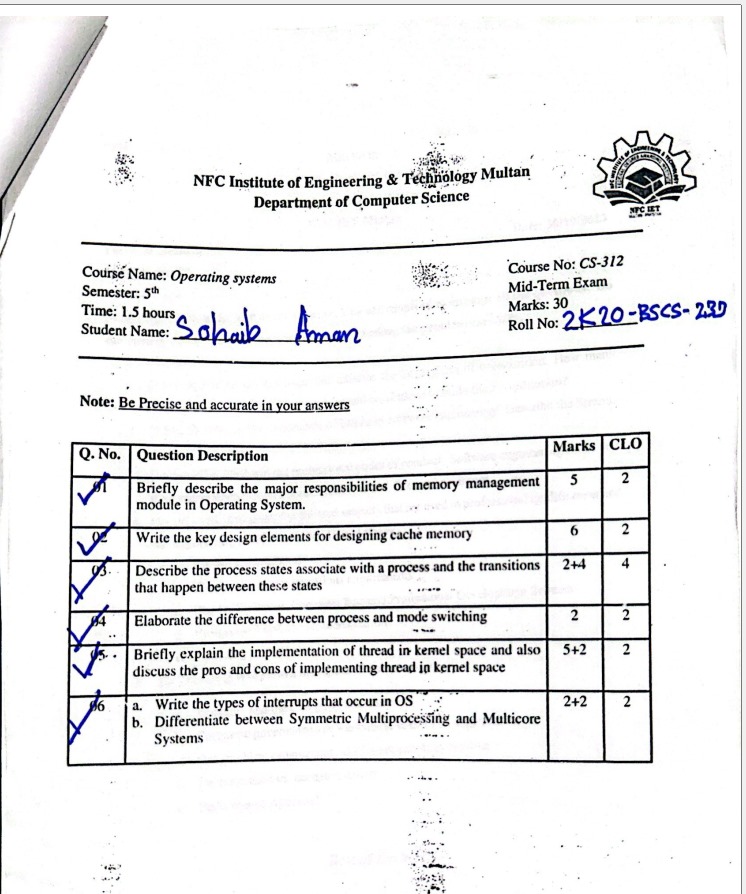 NFC Institute of Engineering & Technology Multan
Department of Computer Science
NFC IET
Course Name: Operating systems
Semester: 5th
Time: 1.5 hours
Student Name: Sohaib Aman
Course No: CS-312
Mid-Term Exam
Marks: 30
Roll No: 2K20-BSCS-239
Note: Be Precise and accurate in your answers
Q. No. Question Description Marks CLO
01 Briefly describe the major responsibilities of memory management 5 2
module in Operating System.
02 Write the key design elements for designing cache memory 6 2
03. Describe the process states associate with a process and the transitions 2+4 4
that happen between these states
04 Elaborate the difference between process and mode switching 2 2
05. Briefly explain the implementation of thread in kernel space and also 5+2 2
discuss the pros and cons of implementing thread in kernel space
06 a. Write the types of interrupts that occur in OS 2+2 2
b. Differentiate between Symmetric Multiprocessing and Multicore
Systems